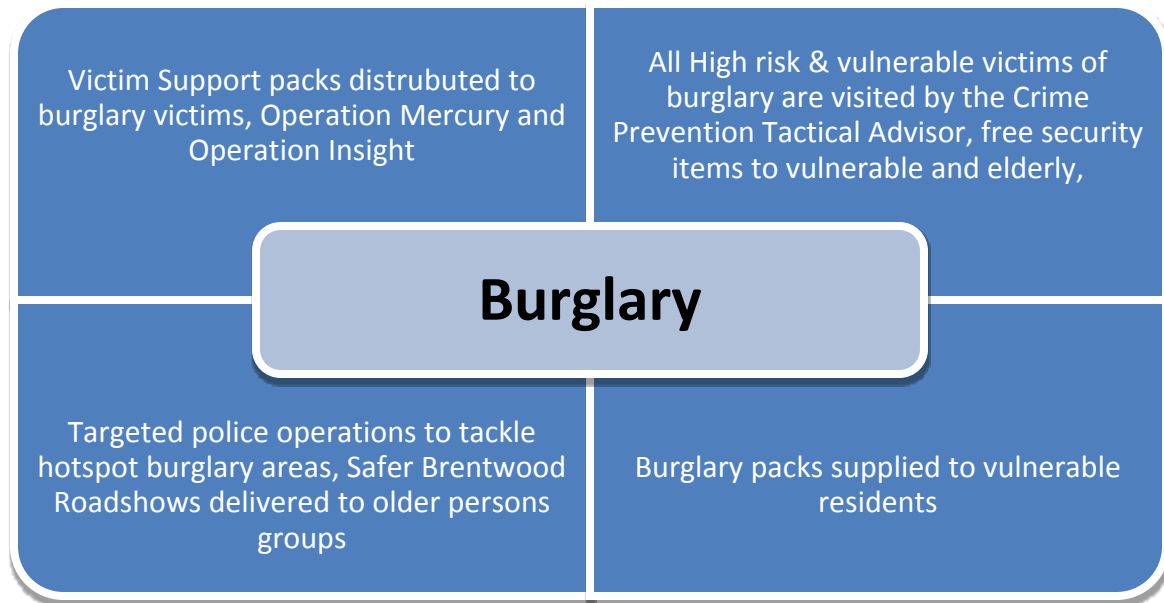 Victim Support packs distrubuted to
burglary victims, Operation Mercury and
Operation Insight
All High risk & vulnerable victims of
burglary are visited by the Crime
Prevention Tactical Advisor, free security
items to vulnerable and elderly,
Burglary
Targeted police operations to tackle
hotspot burglary areas, Safer Brentwood
Roadshows delivered to older persons
groups
Burglary packs supplied to vulnerable
residents